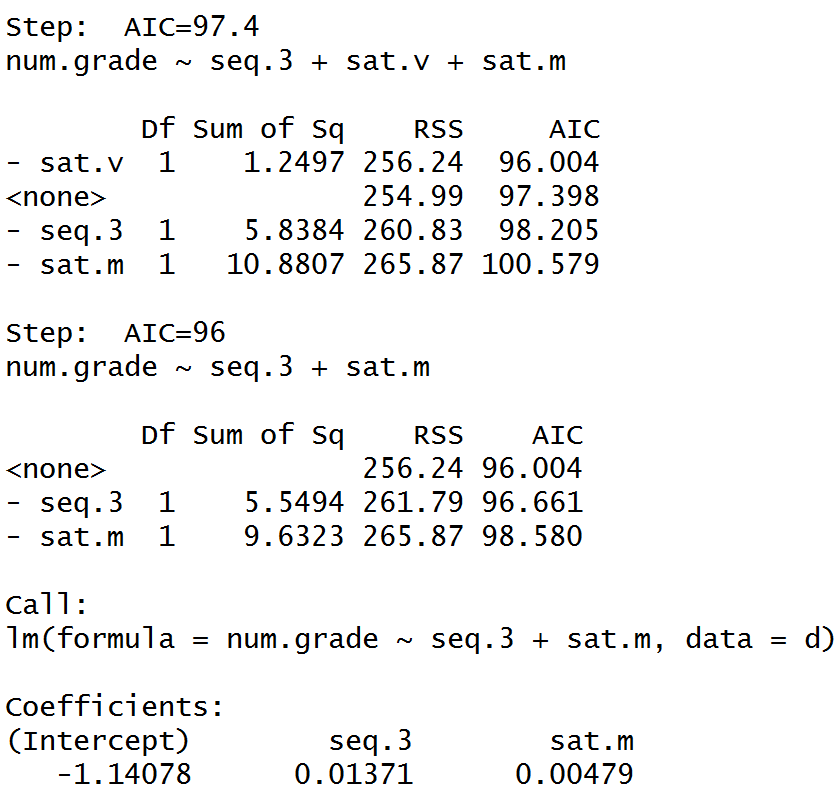 Step:  AIC=97.4
num.grade ~ seq.3 + sat.v + sat.m
        Df Sum of Sq    RSS     AIC
- sat.v  1    1.2497 256.24  96.004
<none>               254.99  97.398
- seq.3  1    5.8384 260.83  98.205
- sat.m  1   10.8807 265.87 100.579
Step:  AIC=96
num.grade ~ seq.3 + sat.m
        Df Sum of Sq    RSS    AIC
<none>               256.24 96.004
- seq.3  1    5.5494 261.79 96.661
- sat.m  1    9.6323 265.87 98.580
Call:
lm(formula = num.grade ~ seq.3 + sat.m, data = d)
Coefficients:
(Intercept)        seq.3        sat.m
   -1.14078      0.01371      0.00479